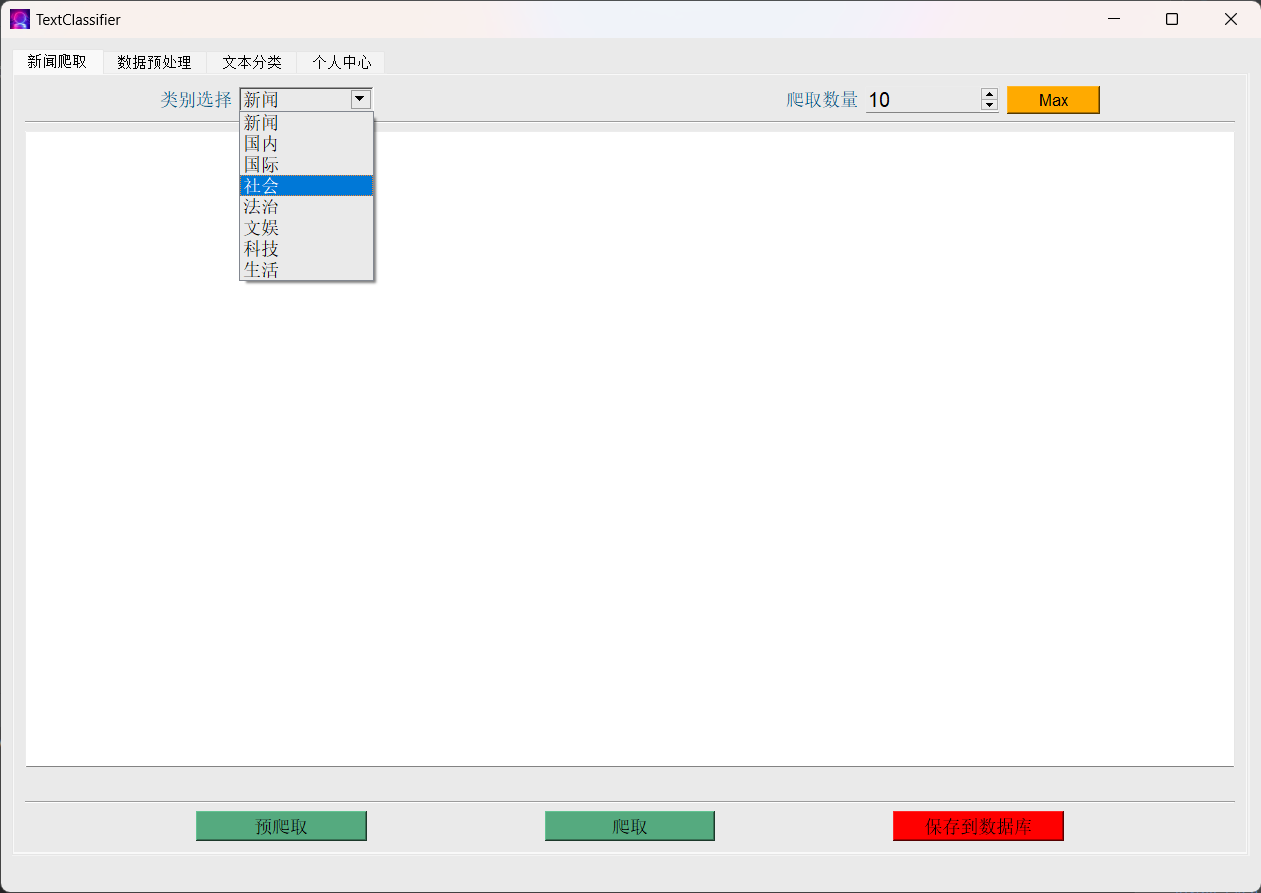 TextClassifier
新闻爬取 数据预处理 文本分类 个人中心
类别选择 新闻 爬取数量 10 Max
新闻
国内
国际
社会
法治
文娱
科技
生活
预爬取 爬取 保存到数据库